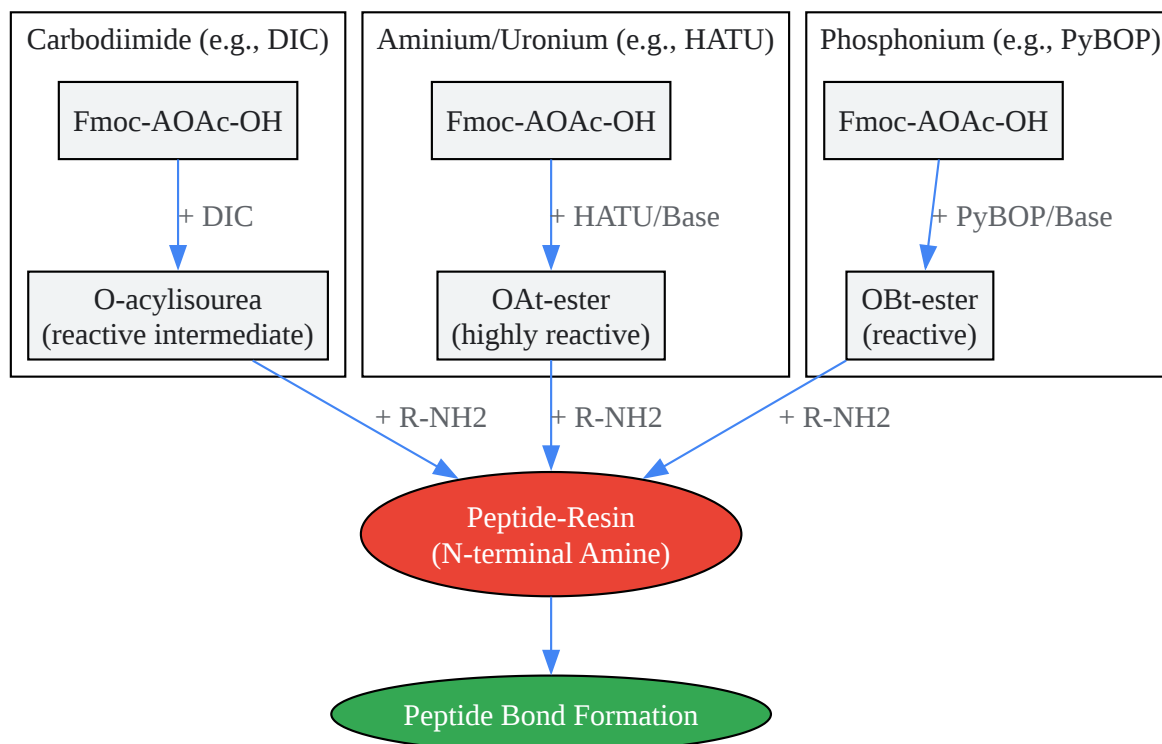 Carbodiimide (e.g., DIC)
Aminium/Uronium (e.g., HATU)
Phosphonium (e.g., PyBOP)
Fmoc-AOAc-OH
Fmoc-AOAc-OH
Fmoc-AOAc-OH
+ DIC
+ HATU/Base
+ PyBOP/Base
O-acylisourea
(reactive intermediate)
OAt-ester
(highly reactive)
OBt-ester
(reactive)
+ R-NH2
+ R-NH2
+ R-NH2
Peptide-Resin
(N-terminal Amine)
Peptide Bond Formation